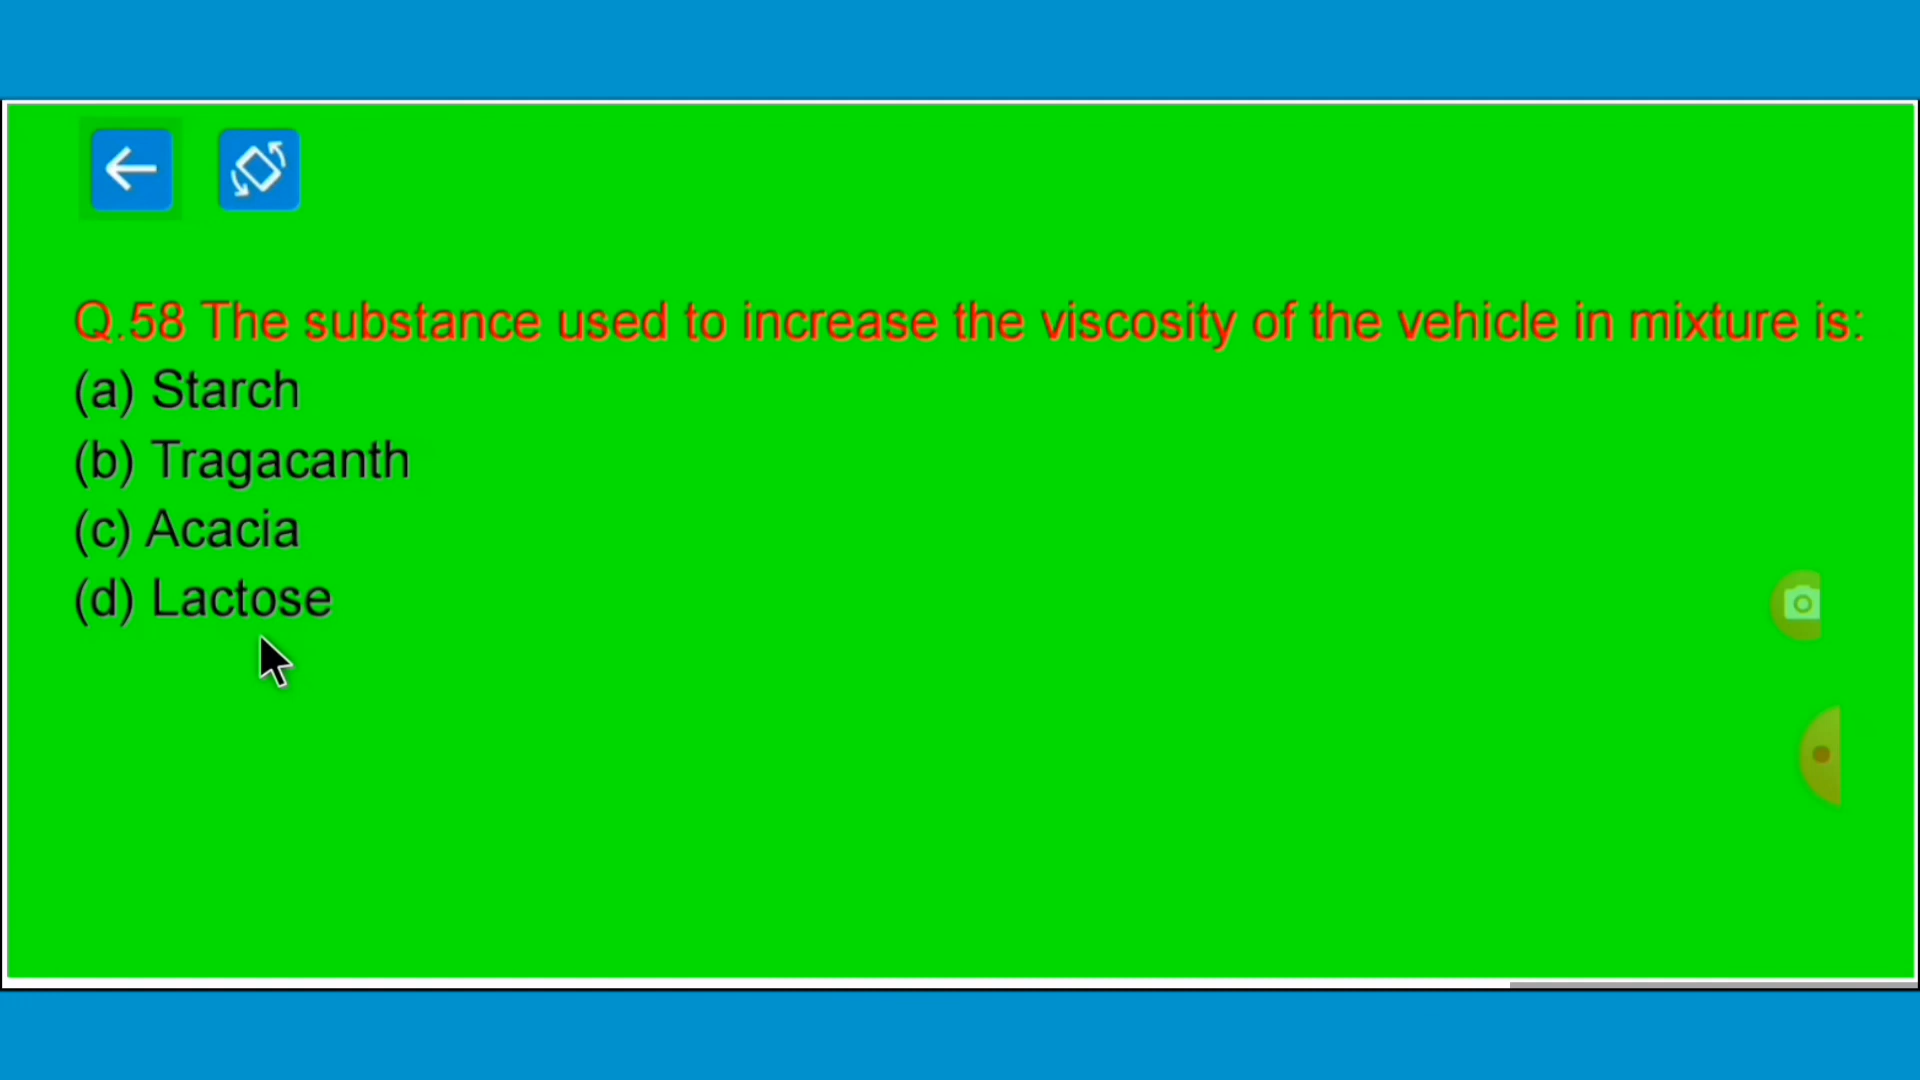 Q.58 The substance used to increase the viscosity of the vehicle in mixture is:
(a) Starch
(b) Tragacanth
(c) Acacia
(d) Lactose